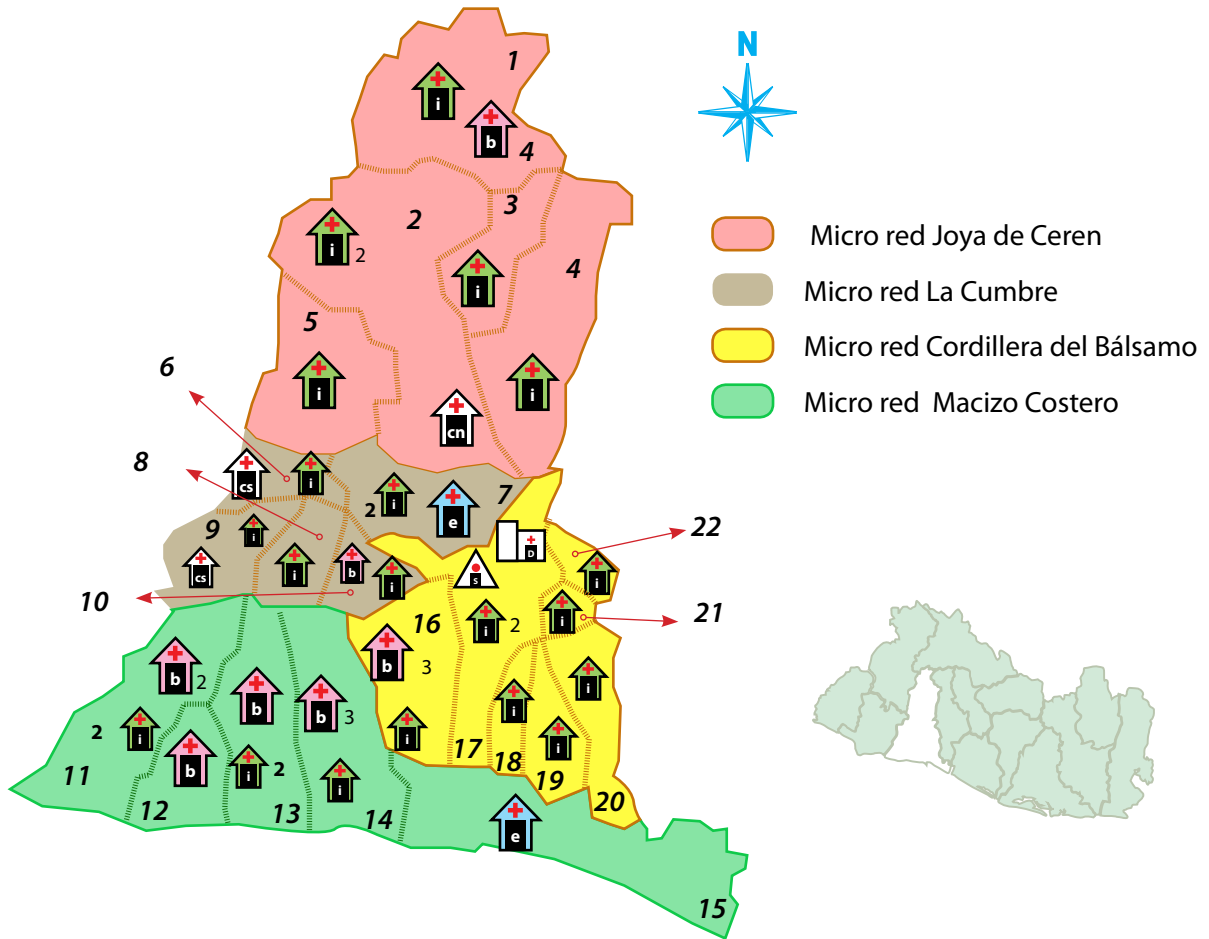 N
1
i
b
4
3
2
i
2
i
4
5
i
i
cn
6
8
cs
i
2
i
e
7
9
i
cs
i
b
i
10
D
s
i
22
i
21
16
i
2
b
3
i
i
i
i
17
18
19
20
b
2
b
b
3
2
i
b
i
2
i
11
12
13
14
e
15
Micro red Joya de Ceren
Micro red La Cumbre
Micro red Cordillera del Bálsamo
Micro red Macizo Costero